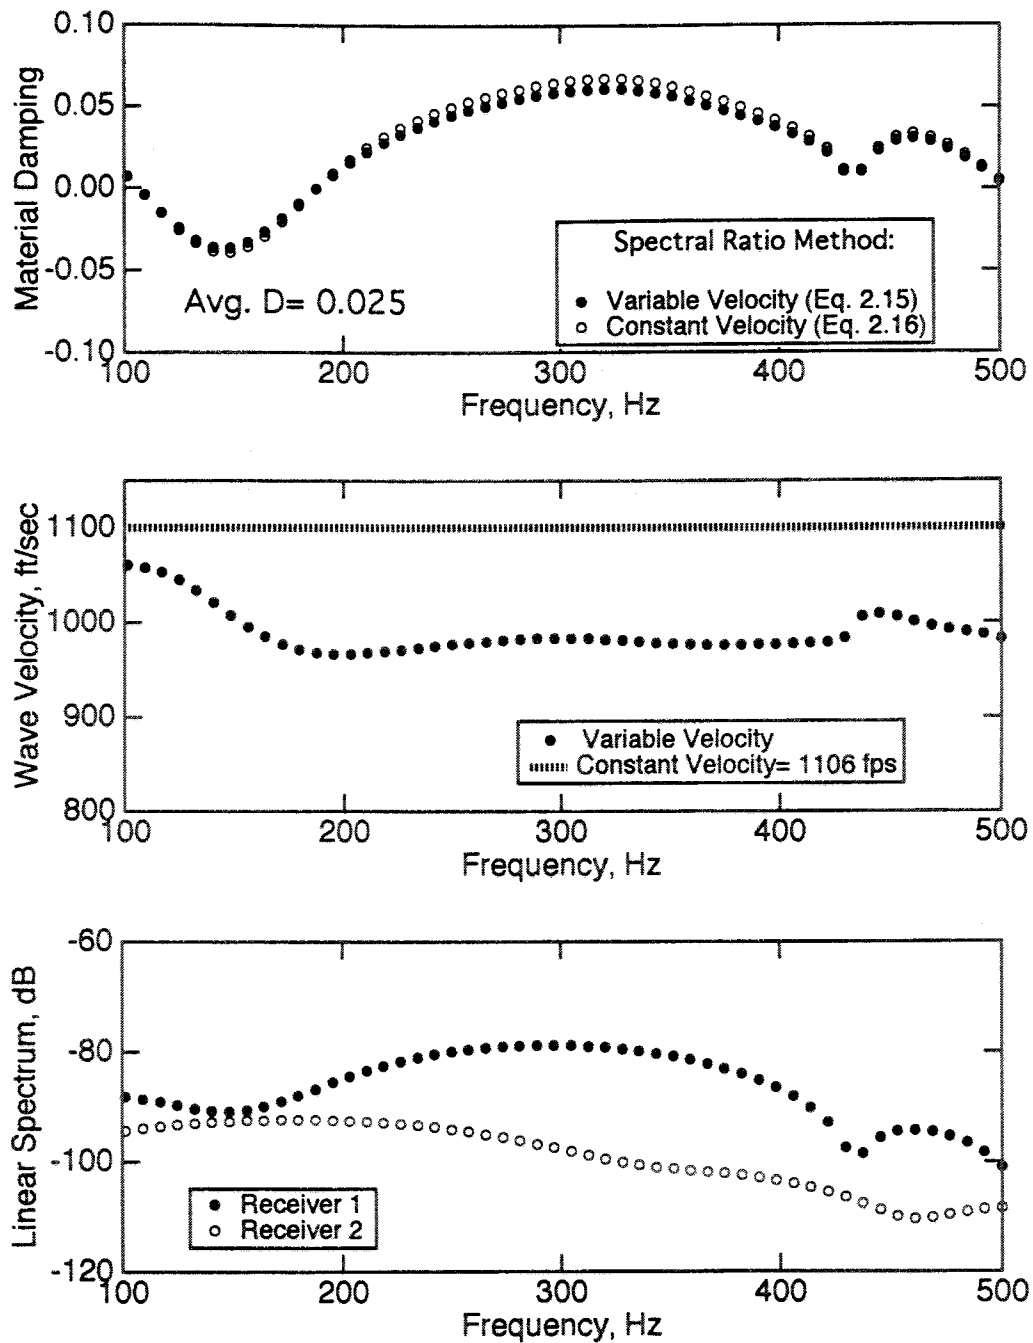 0.10
0.05
0.00
-0.05
-0.10
Material Damping
Avg. D= 0.025
Spectral Ratio Method:
Variable Velocity (Eq. 2.15)
Constant Velocity (Eq. 2.16)
100 200 300 400 500
Frequency, Hz
1100
1000
900
800
Wave Velocity, ft/sec
Variable Velocity
Constant Velocity= 1106 fps
100 200 300 400 500
Frequency, Hz
-60
-80
-100
-120
Linear Spectrum, dB
Receiver 1
Receiver 2
100 200 300 400 500
Frequency, Hz